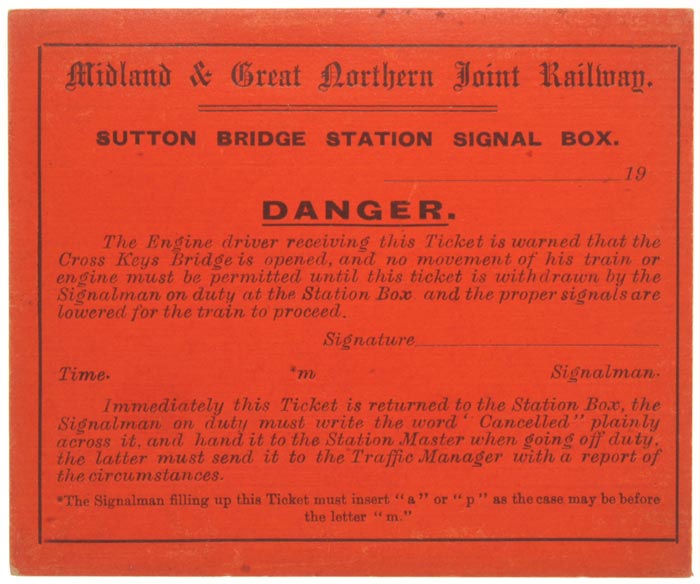 Midland & Great Northern Joint Railway.
SUTTON BRIDGE STATION SIGNAL BOX.
19
DANGER.
The Engine driver receiving this Ticket is warned that the
Cross Keys Bridge is opened, and no movement of his train or
engine must be permitted until this ticket is withdrawn by the
Signalman on duty at the Station Box and the proper signals are
lowered for the train to proceed.
Signature
Time. *m Signalman.
Immediately this Ticket is returned to the Station Box, the
Signalman on duty must write the word "Cancelled" plainly
across it, and hand it to the Station Master when going off duty,
the latter must send it to the Traffic Manager with a report of
the circumstances.
*The Signalman filling up this Ticket must insert "a" or "p" as the case may be before
the letter "m."